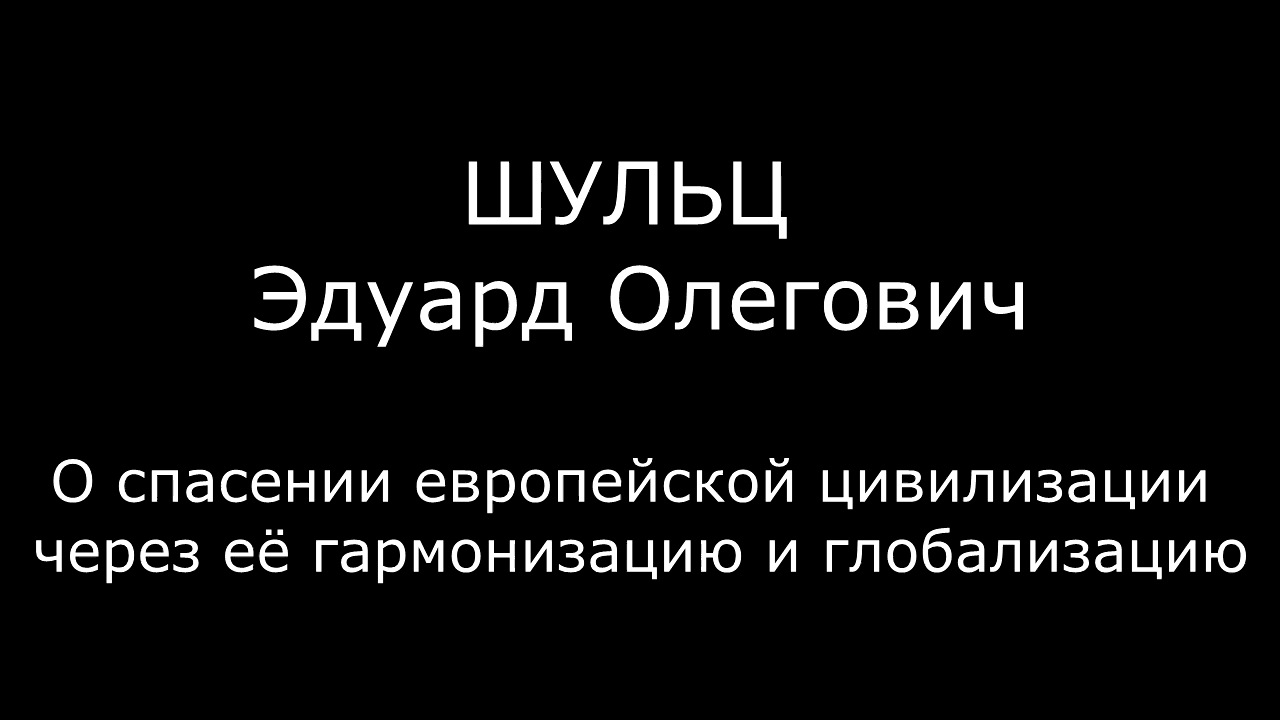 ШУЛЬЦ
Эдуард Олегович
О спасении европейской цивилизации
через её гармонизацию и глобализацию